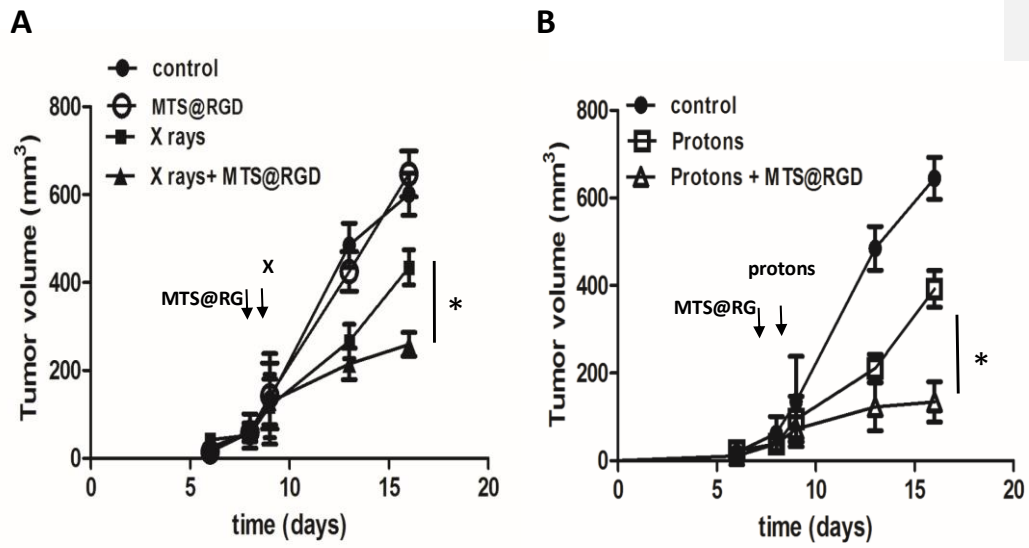 A
control
MTS@RGD
X rays
X rays+ MTS@RGD
Tumor volume (mm³)
800
600
400
200
0
X
MTS@RG
*
0 5 10 15 20
time (days)
B
control
Protons
Protons + MTS@RGD
Tumor volume (mm³)
800
600
400
200
0
protons
MTS@RG
*
0 5 10 15 20
time (days)